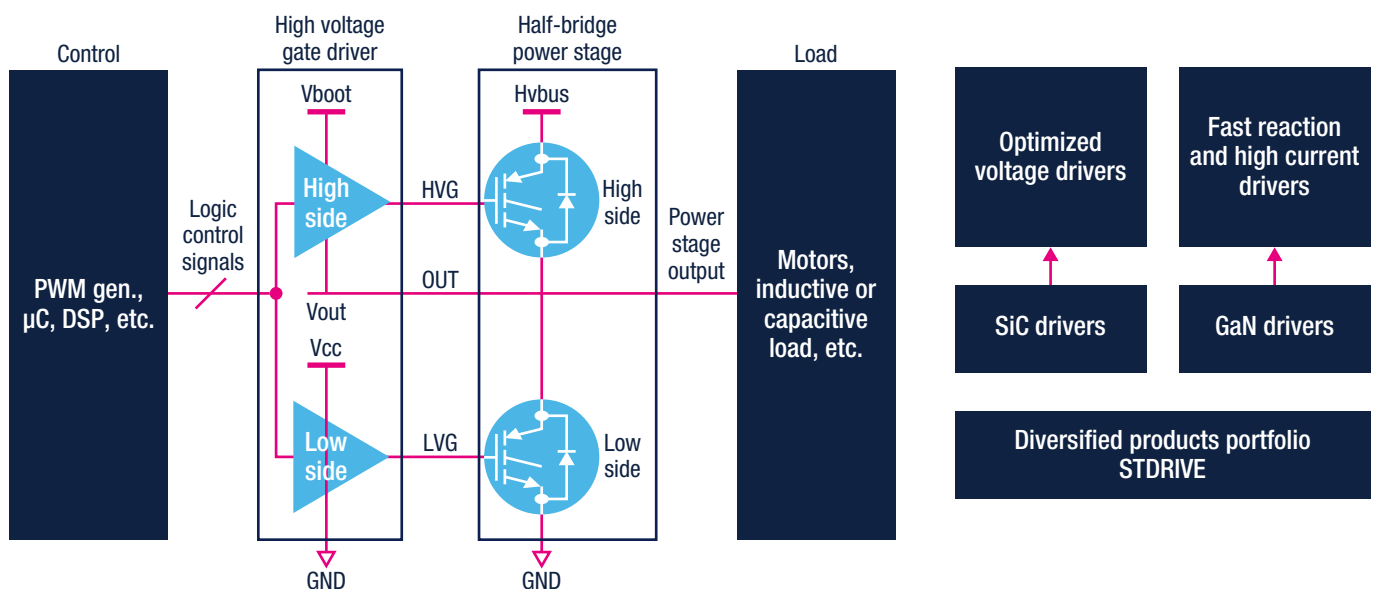 Control
PWM gen.,
µC, DSP, etc.
Logic
control
signals
High voltage
gate driver
Vboot
High
side
Vout
Vcc
Low
side
GND
HVG
OUT
LVG
Half-bridge
power stage
Hvbus
High
side
Low
side
GND
Power
stage
output
Load
Motors,
inductive or
capacitive
load, etc.
Optimized
voltage drivers
SiC drivers
Fast reaction
and high current
drivers
GaN drivers
Diversified products portfolio
STDRIVE